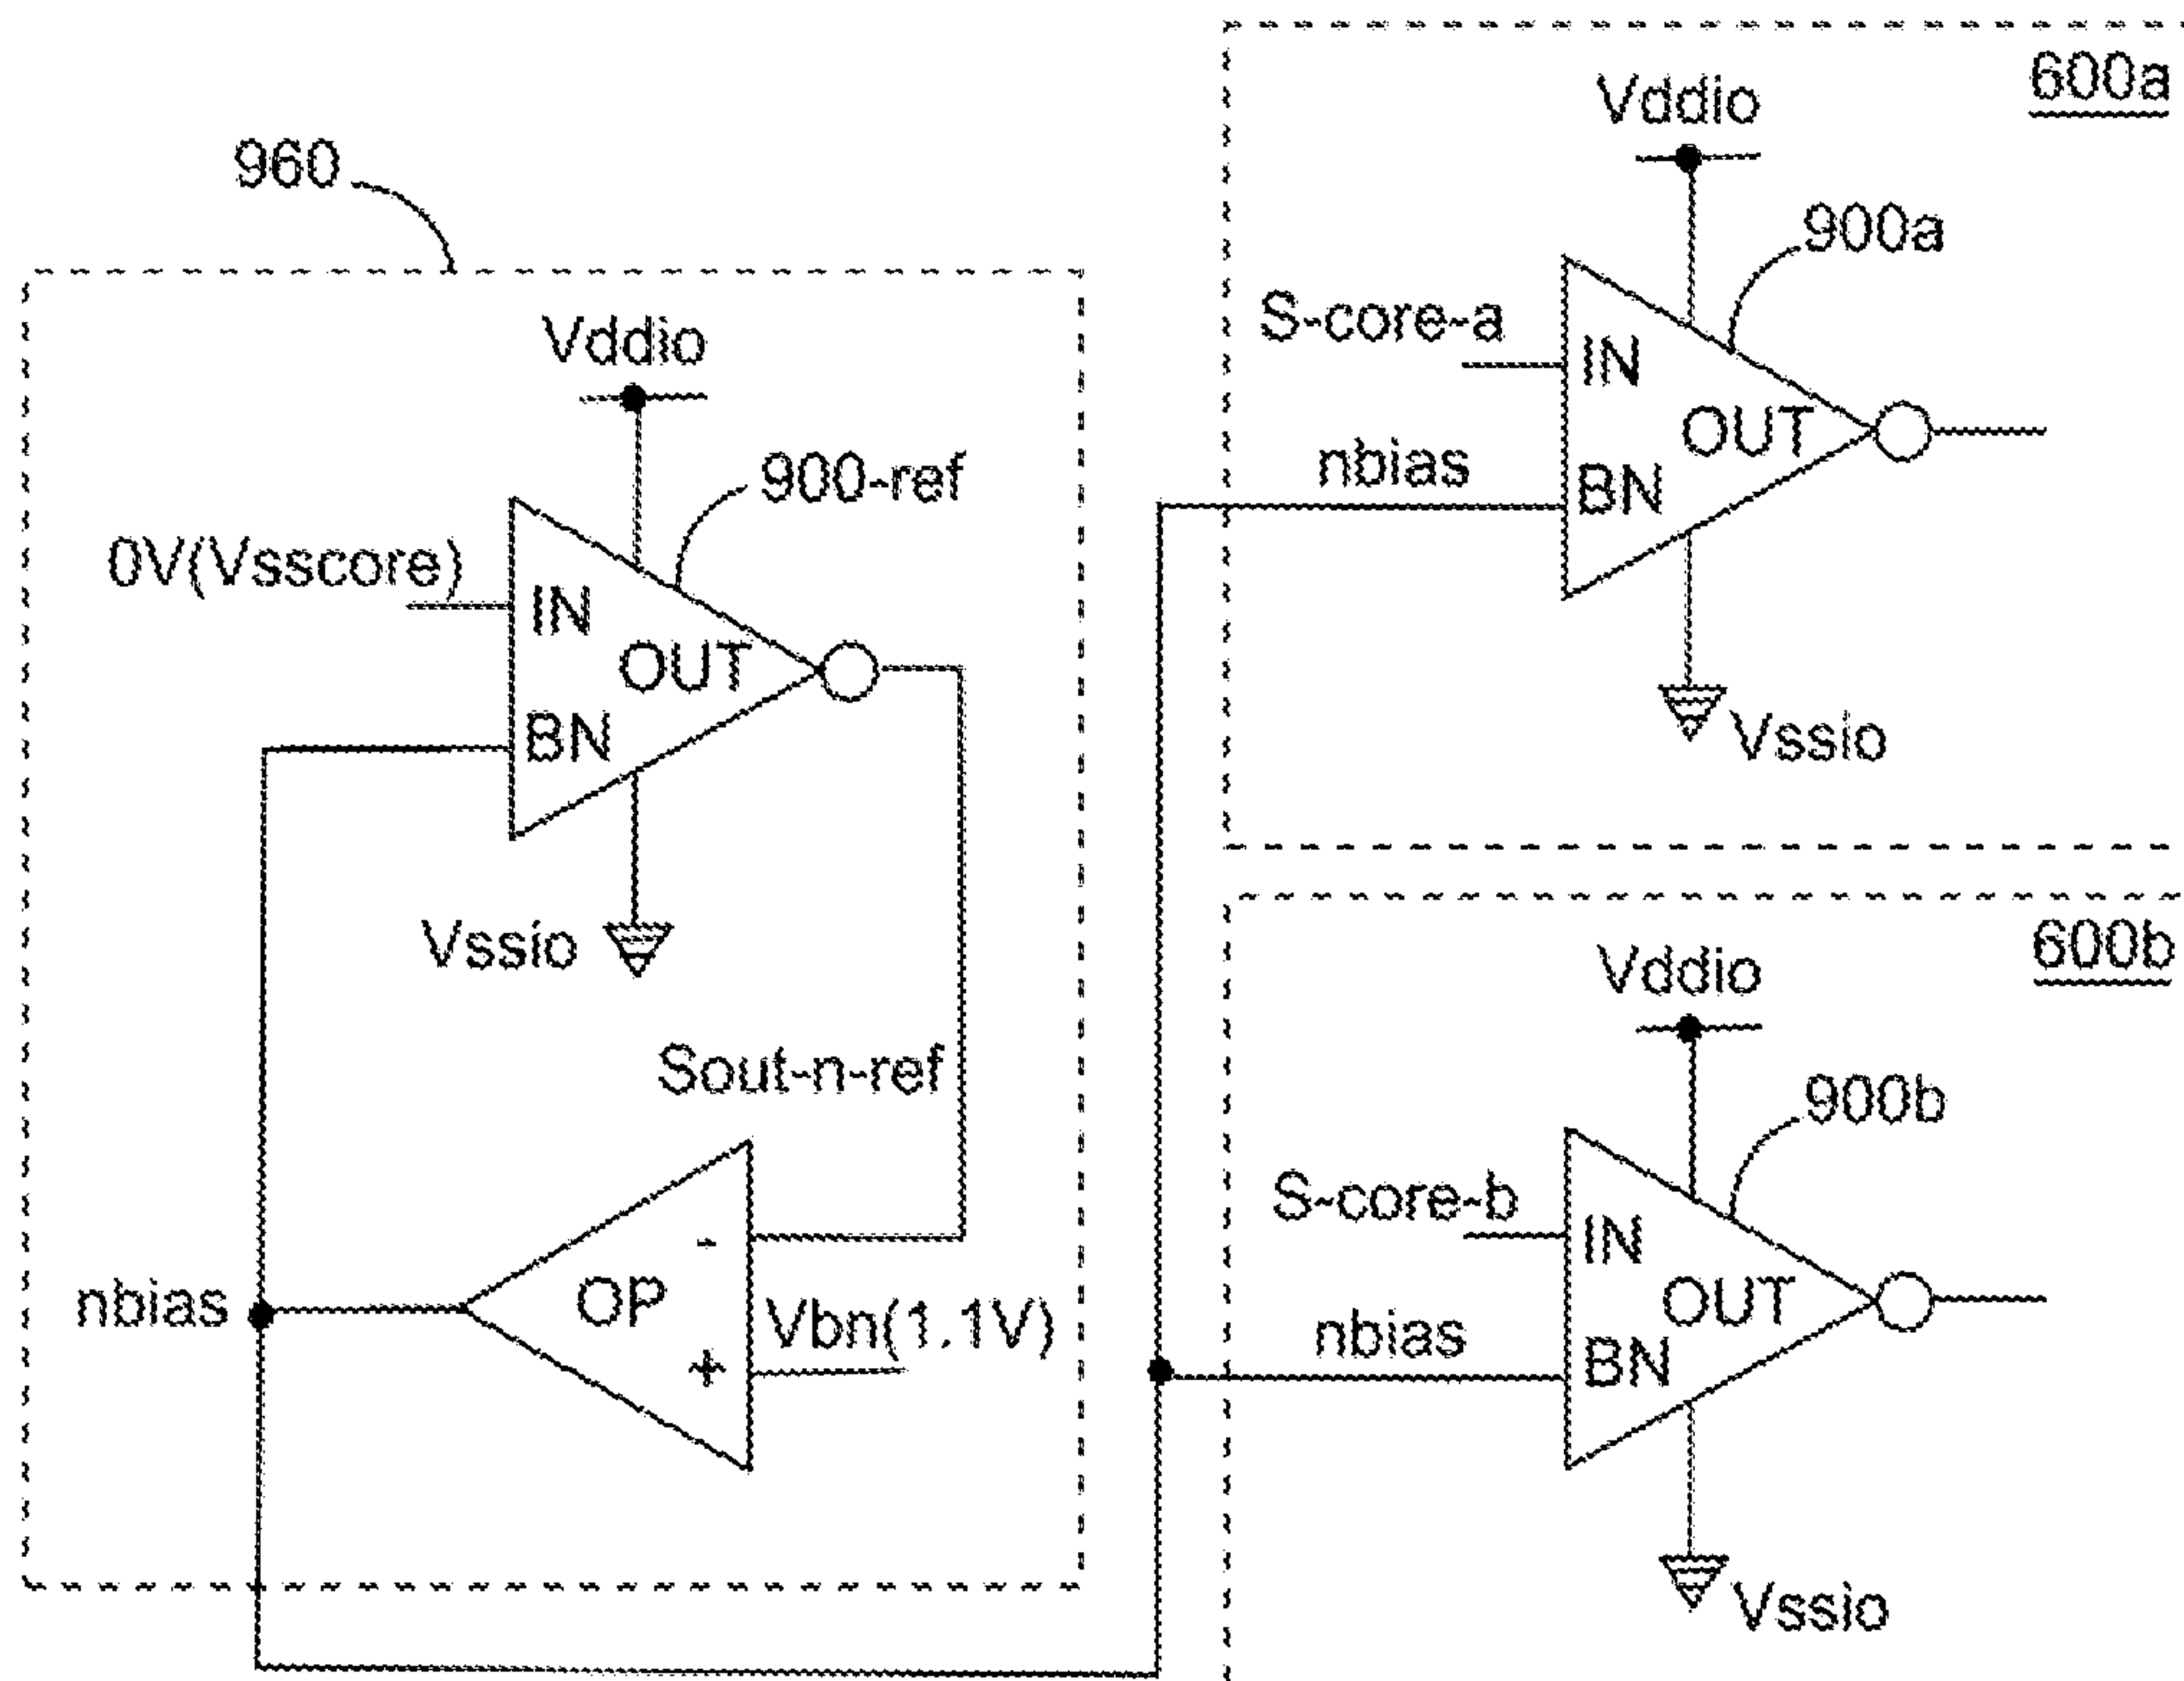 960
Vddio
900-ref
0V(Vsscore)
IN
OUT
BN
Vssio
Sout-n-ref
-
OP
Vbn(1.1V)
+
nbias
600a
Vddio
900a
S-core-a
IN
OUT
nbias
BN
Vssio
600b
Vddio
900b
S-core-b
IN
OUT
nbias
BN
Vssio